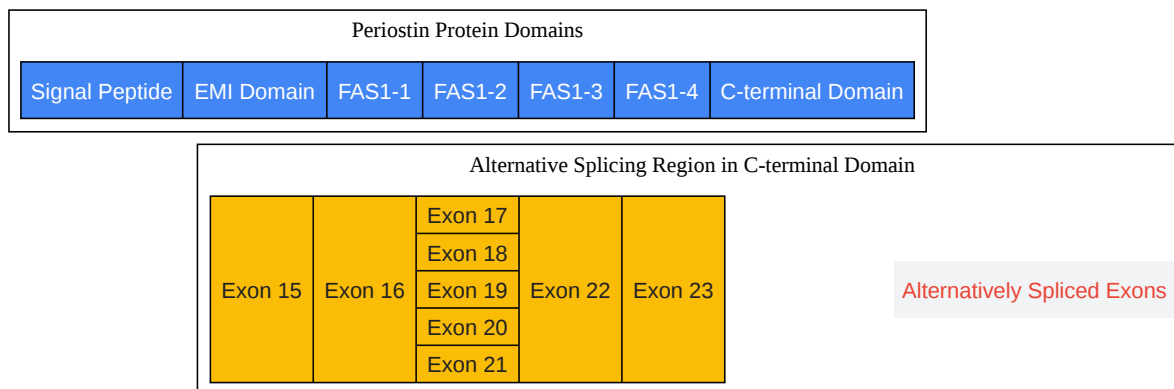 Periostin Protein Domains
Signal Peptide EMI Domain FAS1-1 FAS1-2 FAS1-3 FAS1-4 C-terminal Domain
Alternative Splicing Region in C-terminal Domain
Exon 15
Exon 16
Exon 17
Exon 18
Exon 19
Exon 20
Exon 21
Exon 22
Exon 23
Alternatively Spliced Exons